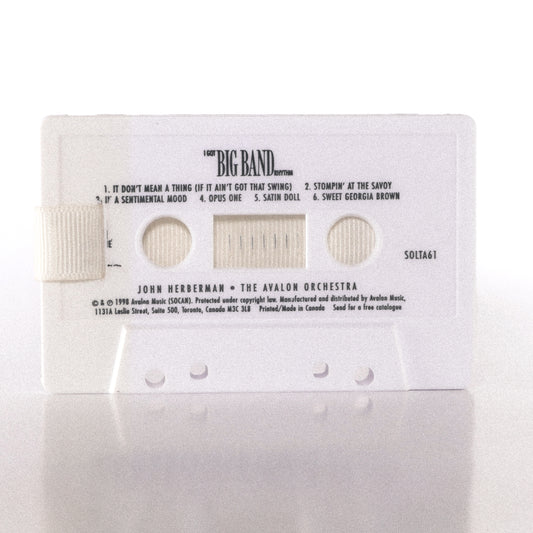 I GOT
BIG BAND
RHYTHM
1. IT DON'T MEAN A THING (IF IT AIN'T GOT THAT SWING) 2. STOMPIN' AT THE SAVOY
3. IN A SENTIMENTAL MOOD 4. OPUS ONE 5. SATIN DOLL 6. SWEET GEORGIA BROWN
SOLTA61
JOHN HERBERMAN • THE AVALON ORCHESTRA
© & ℗ 1998 Avalon Music (SOCAN). Protected under copyright law. Manufactured and distributed by Avalon Music,
1131A Leslie Street, Suite 500, Toronto, Canada M3C 3L8 Printed/Made in Canada Send for a free catalogue